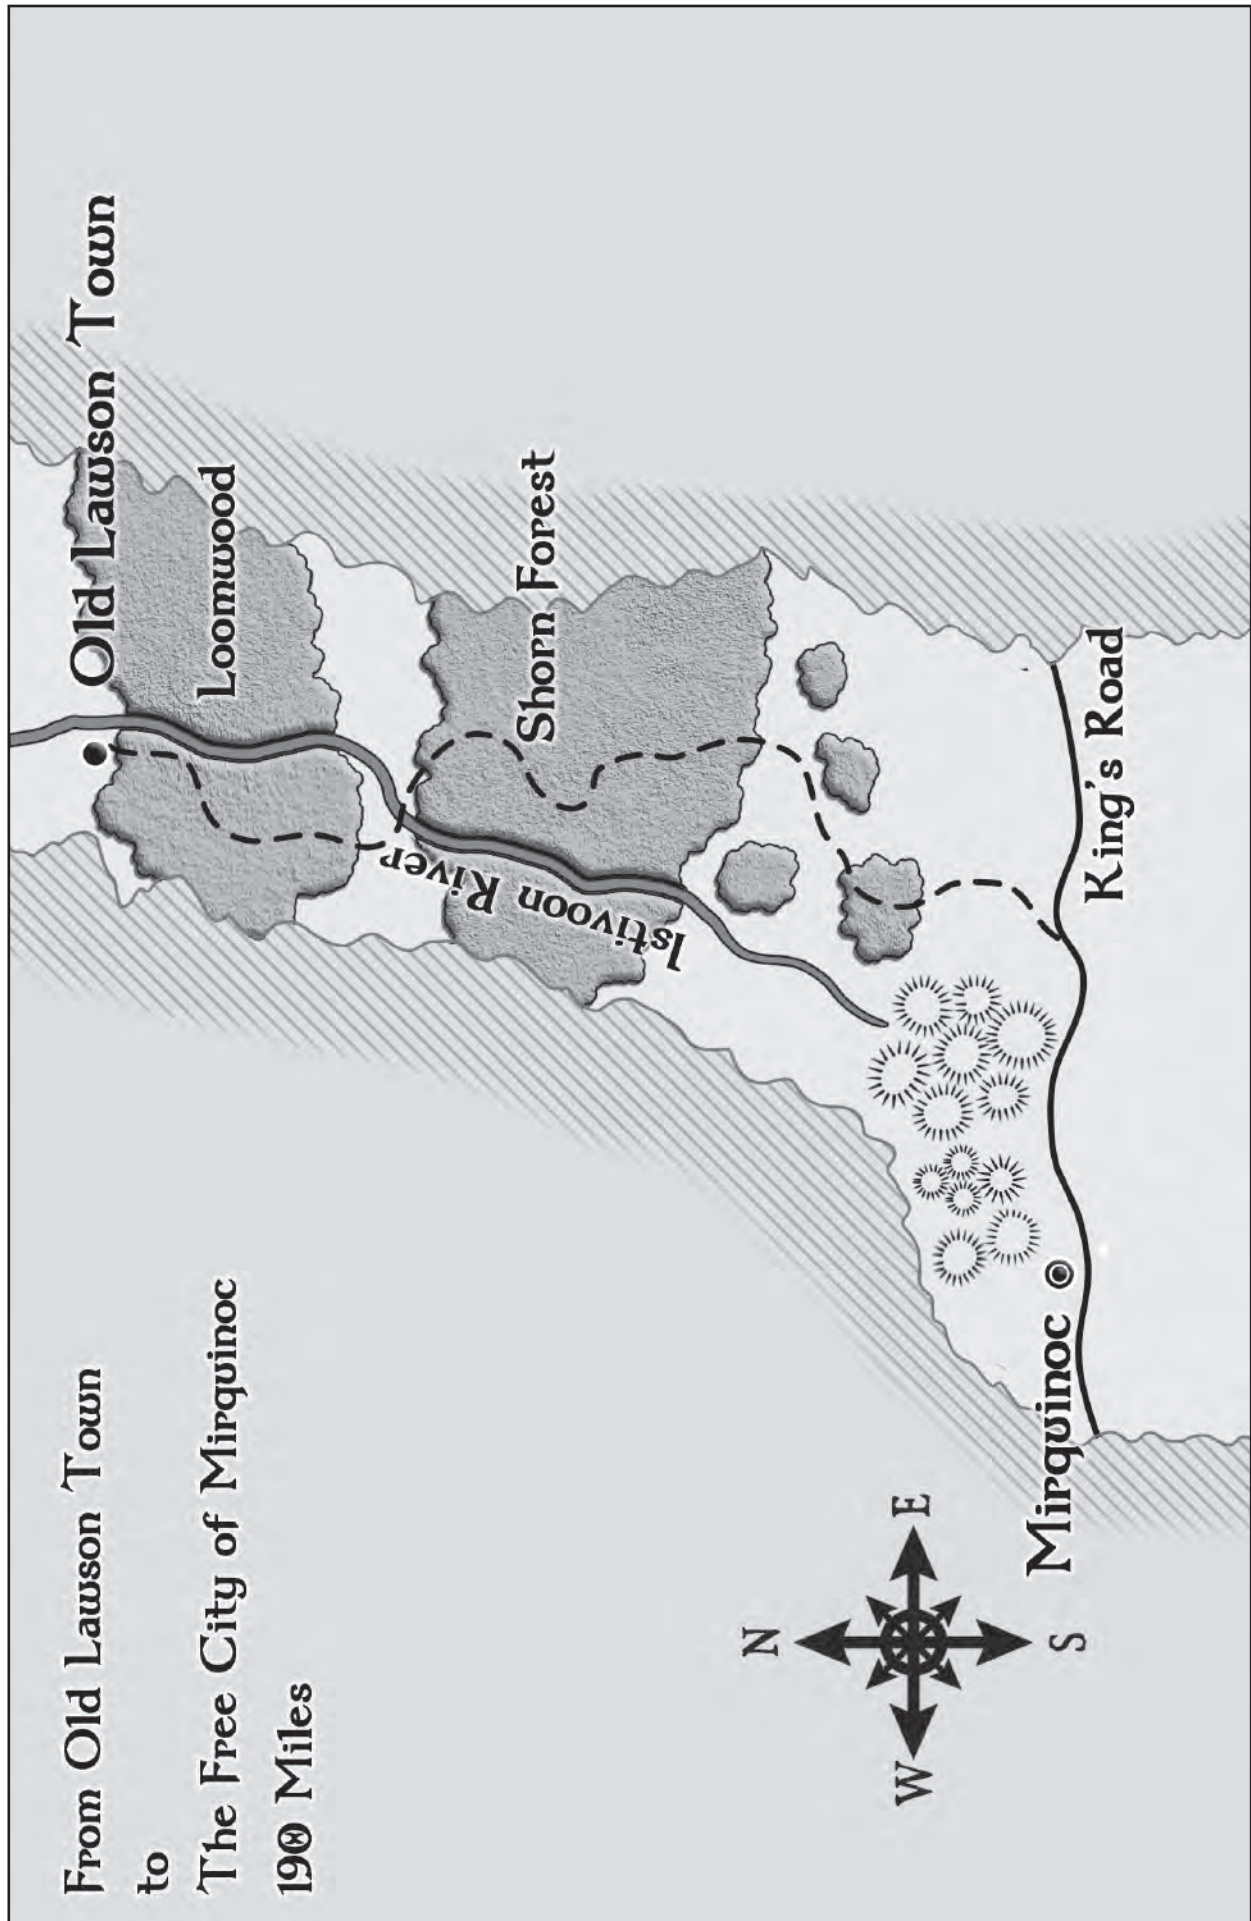 From Old Lawson Town
to
The Free City of Mirquinoc
190 Miles
Old Lawson Town
Loomwood
Istivoon River
Shorn Forest
N
W
E
S
Mirquinoc
King's Road